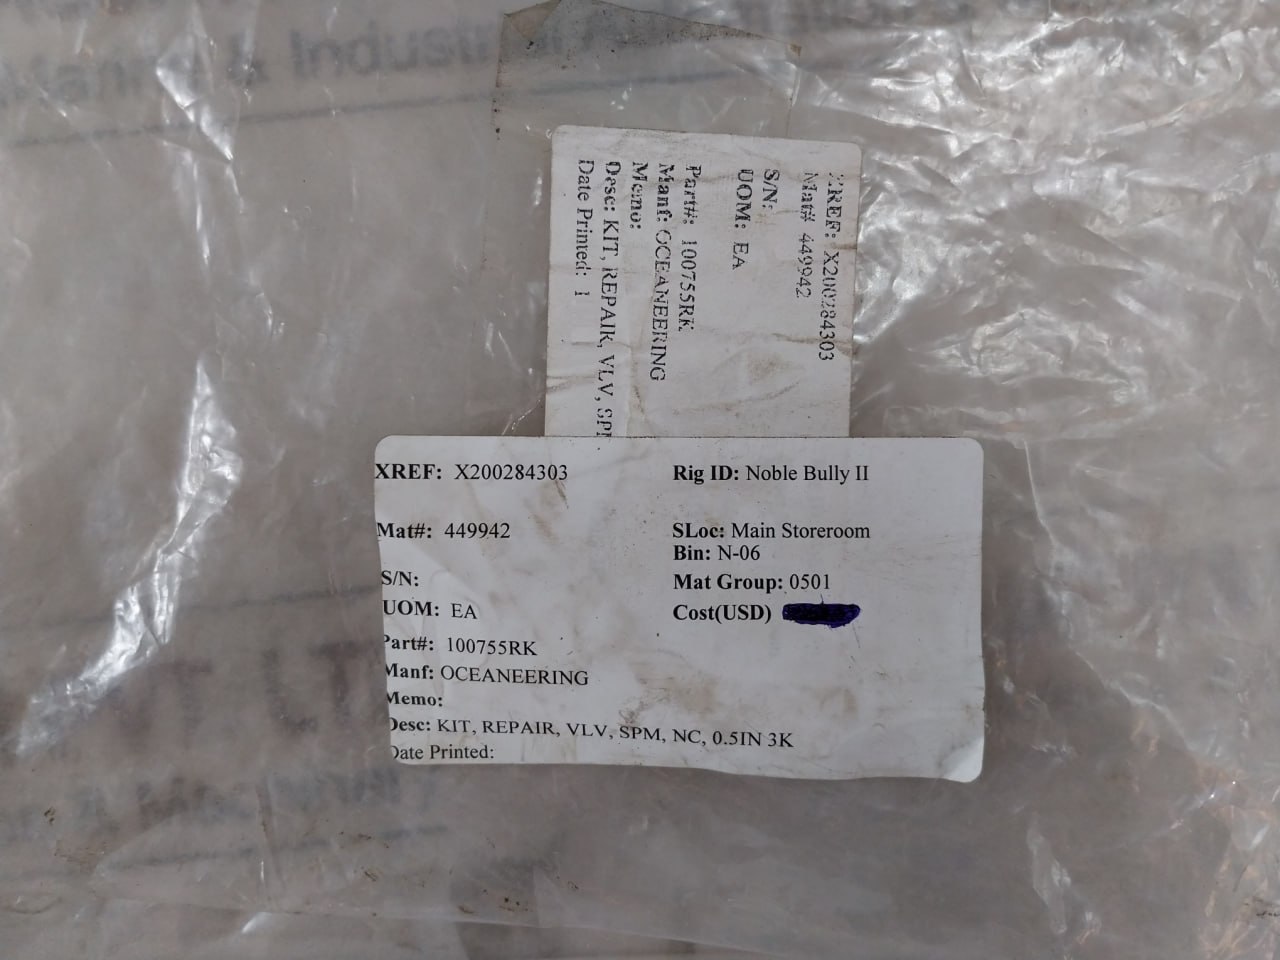 XREF: X200284303
Mat# 449942
S/N:
UOM: EA
Part#: 100755RK
Manf: OCEANEERING
Memo:
Desc: KIT, REPAIR, VLV, SPM
Date Printed: 1
XREF: X200284303 Rig ID: Noble Bully II
Mat#: 449942 SLoc: Main Storeroom
Bin: N-06
S/N: Mat Group: 0501
UOM: EA Cost(USD)
Part#: 100755RK
Manf: OCEANEERING
Memo:
Desc: KIT, REPAIR, VLV, SPM, NC, 0.5IN 3K
Date Printed: